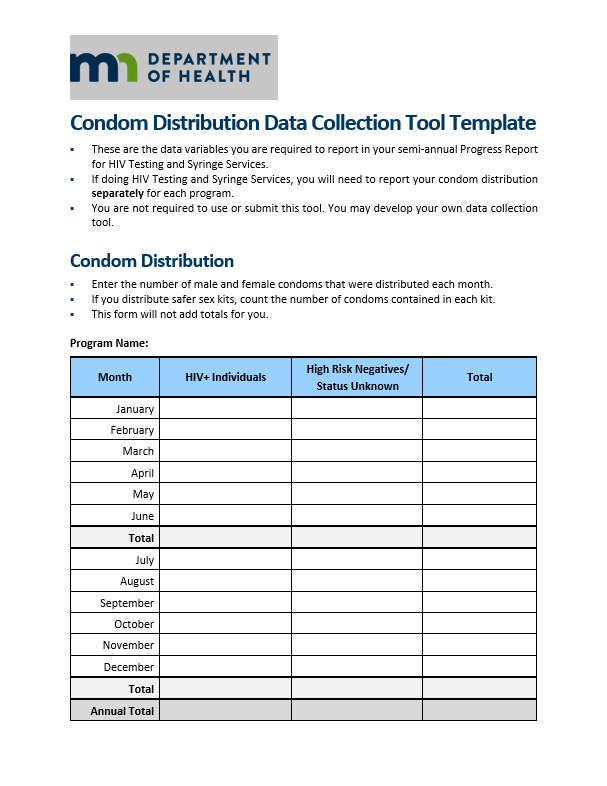 mn DEPARTMENT
OF HEALTH
Condom Distribution Data Collection Tool Template
▪ These are the data variables you are required to report in your semi-annual Progress Report
for HIV Testing and Syringe Services.
▪ If doing HIV Testing and Syringe Services, you will need to report your condom distribution
separately for each program.
▪ You are not required to use or submit this tool. You may develop your own data collection
tool.
Condom Distribution
▪ Enter the number of male and female condoms that were distributed each month.
▪ If you distribute safer sex kits, count the number of condoms contained in each kit.
▪ This form will not add totals for you.
Program Name:
Month HIV+ Individuals High Risk Negatives/ Total
Status Unknown
January
February
March
April
May
June
Total
July
August
September
October
November
December
Total
Annual Total